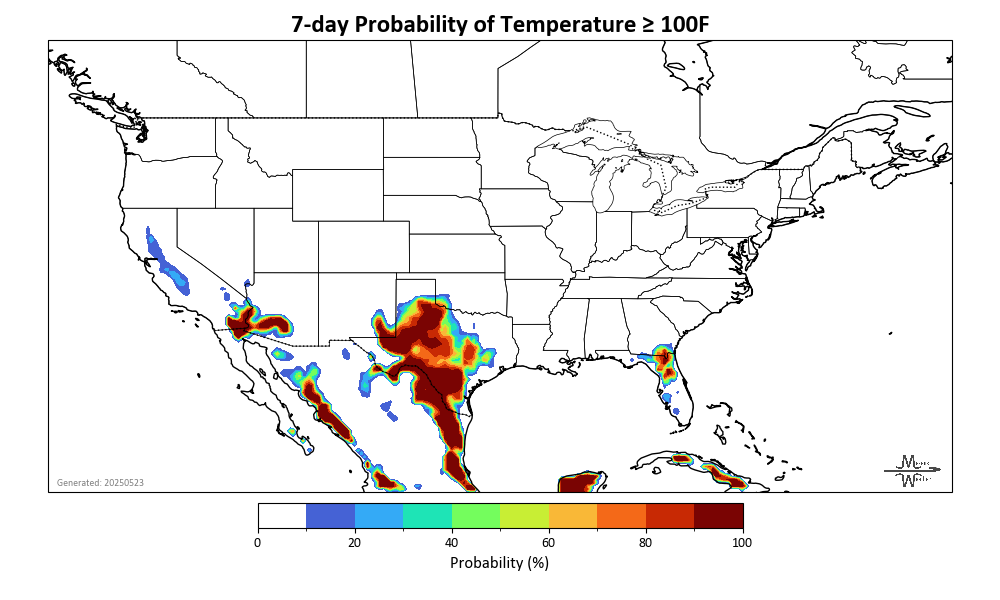 7-day Probability of Temperature ≥ 100F
Generated: 20250523
0 20 40 60 80 100
Probability (%)